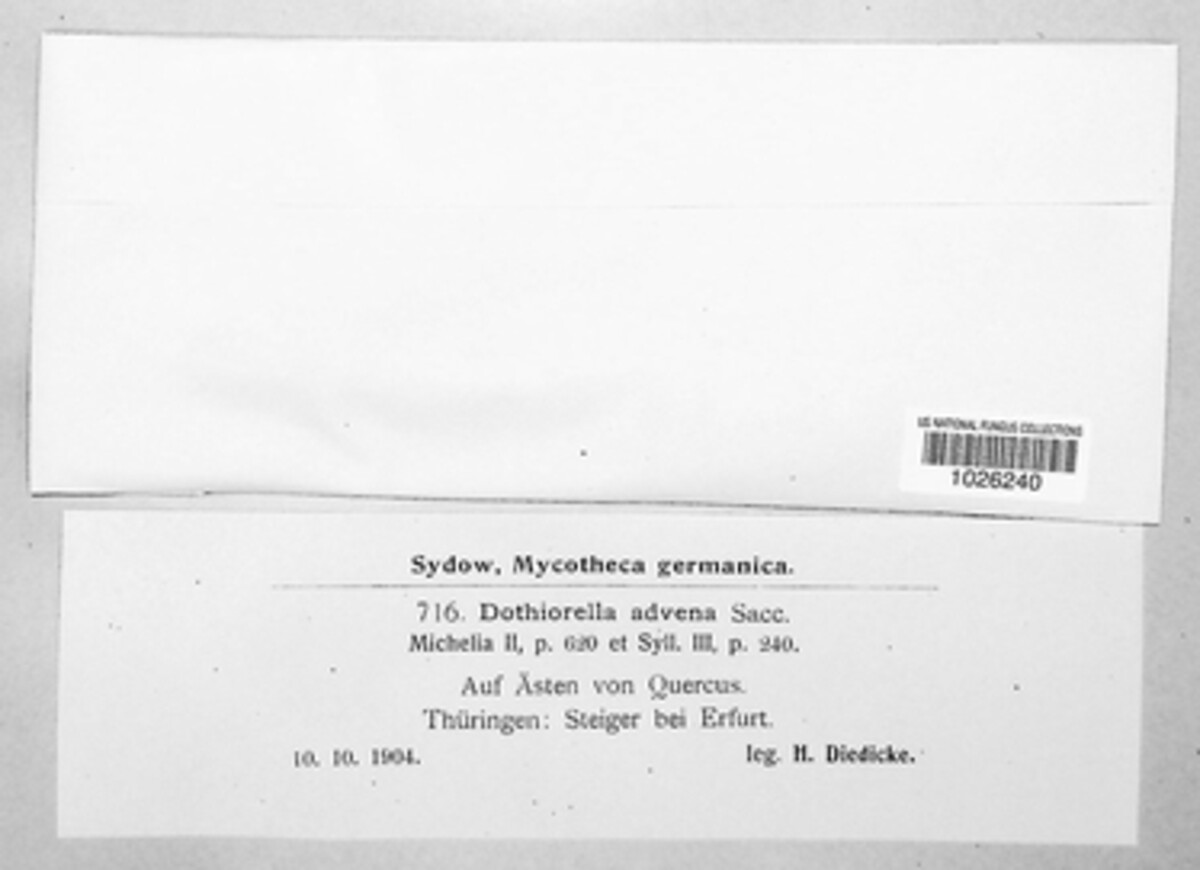 US NATIONAL FUNGUS COLLECTIONS
1026240
Sydow, Mycotheca germanica.
716. Dothiorella advena Sacc.
Michelia II, p. 620 et Syll. III, p. 240.
Auf Ästen von Quercus.
Thüringen: Steiger bei Erfurt.
10. 10. 1904. leg. H. Diedicke.